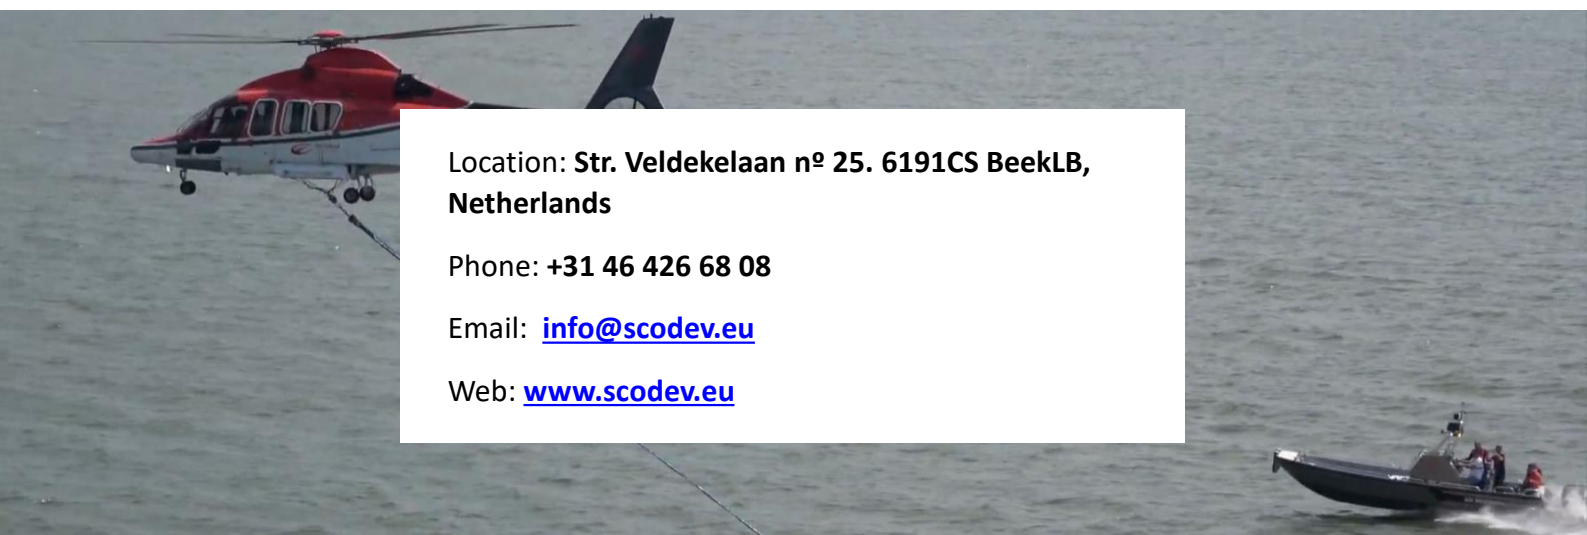 Location: Str. Veldekelaan nº 25. 6191CS BeekLB,
Netherlands
Phone: +31 46 426 68 08
Email: info@scodev.eu
Web: www.scodev.eu